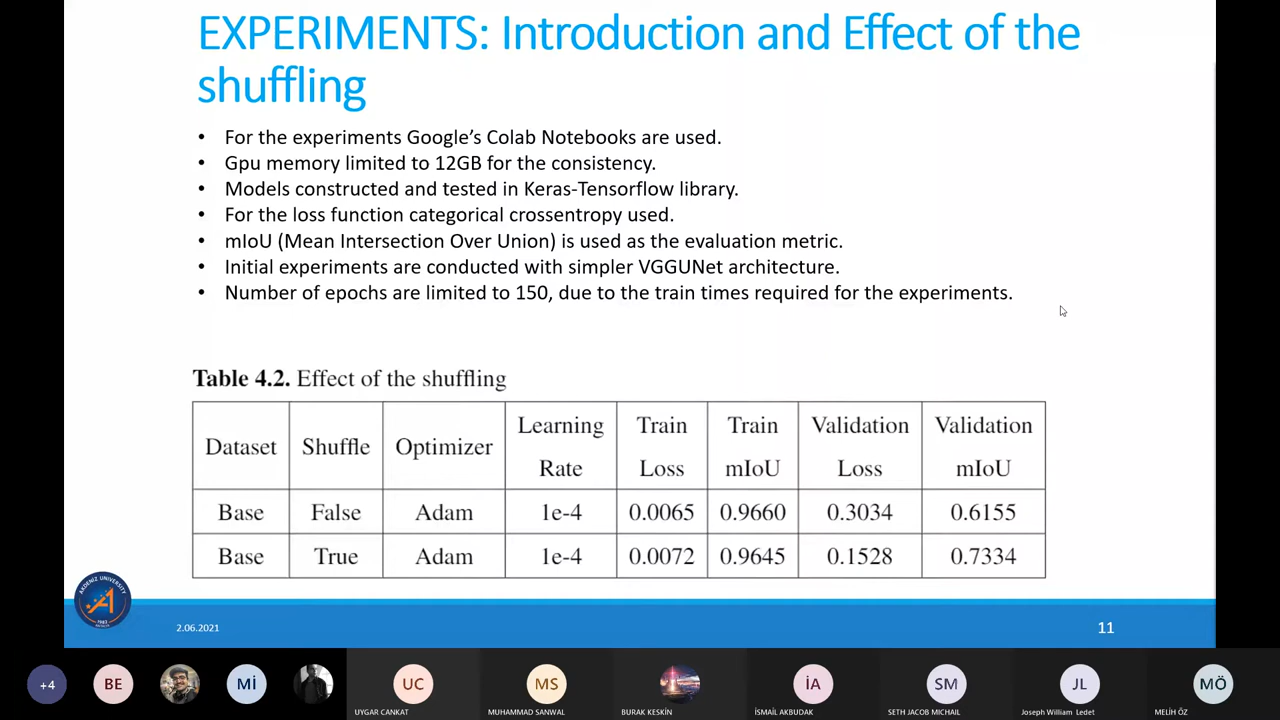 EXPERIMENTS: Introduction and Effect of the
shuffling
• For the experiments Google's Colab Notebooks are used.
• Gpu memory limited to 12GB for the consistency.
• Models constructed and tested in Keras-Tensorflow library.
• For the loss function categorical crossentropy used.
• mIoU (Mean Intersection Over Union) is used as the evaluation metric.
• Initial experiments are conducted with simpler VGGUNet architecture.
• Number of epochs are limited to 150, due to the train times required for the experiments.
Table 4.2. Effect of the shuffling
Dataset Shuffle Optimizer Learning Rate Train Loss Train mIoU Validation Loss Validation mIoU
Base False Adam 1e-4 0.0065 0.9660 0.3034 0.6155
Base True Adam 1e-4 0.0072 0.9645 0.1528 0.7334
AKDENIZ UNIVERSITY
1982
2.06.2021
11
+4 BE Mİ UC MS İA SM JL MÖ
UYGAR CANKAT MUHAMMAD SANWAL BURAK KESKİN İSMAİL AKBUDAK SETH JACOB MICHAIL Joseph William Ledet MELİH ÖZ